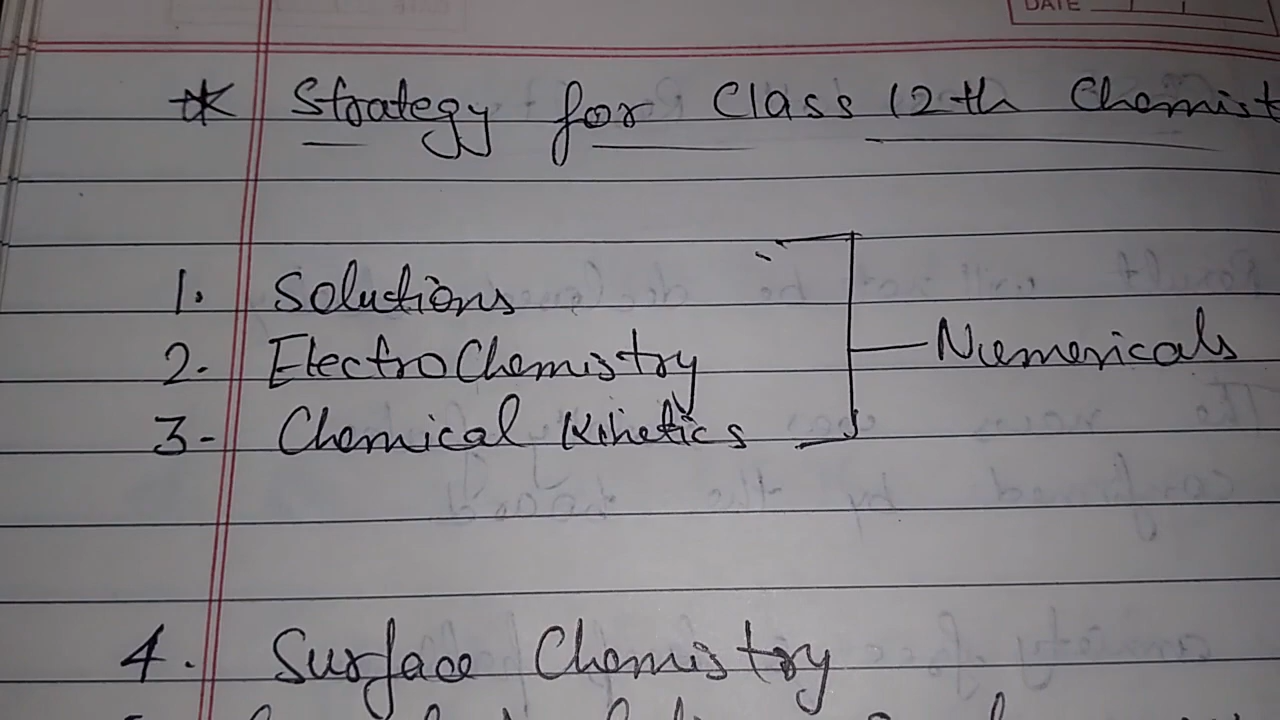 DATE
* Strategy for Class 12th Chemist
1. Solutions
2. ElectroChemistry
Numericals
3- Chemical Kinetics
4. Surface Chemistry